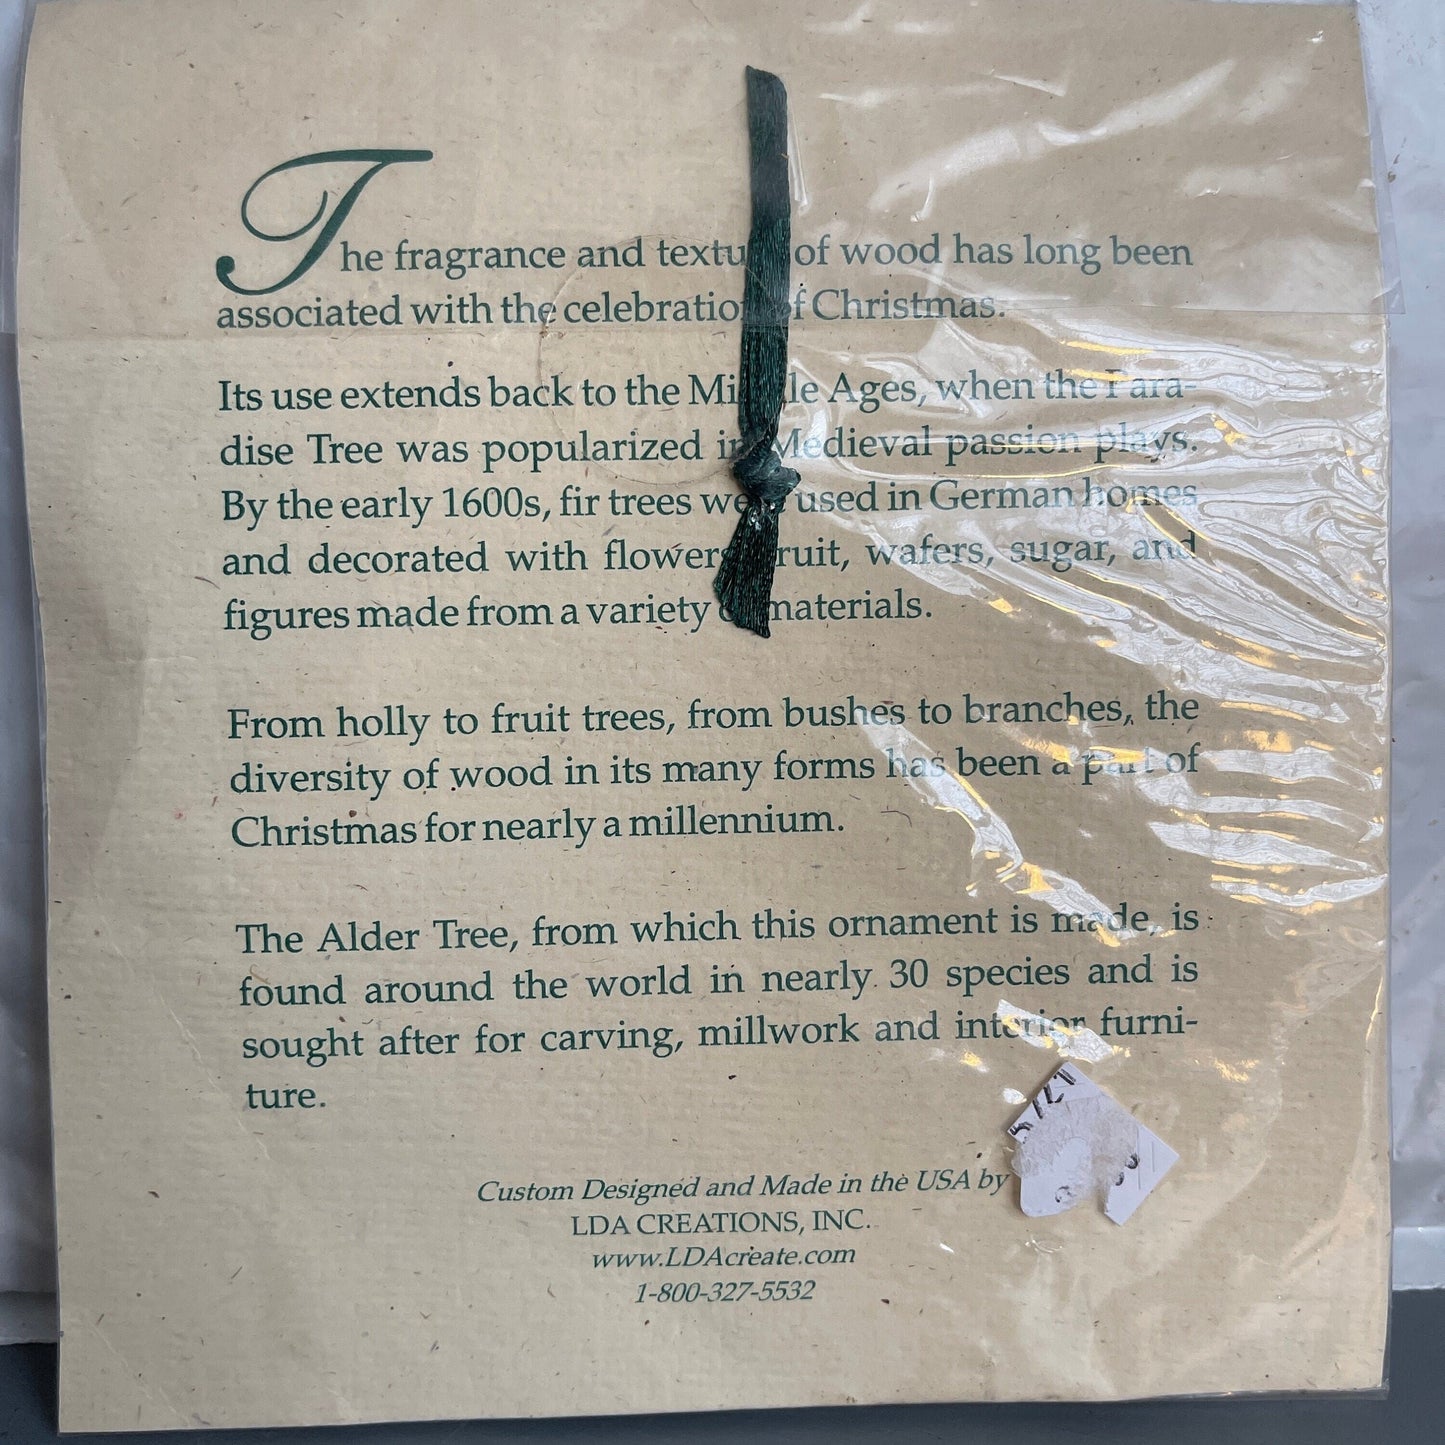 The fragrance and textu of wood has long been
associated with the celebration of Christmas.
Its use extends back to the Mi le Ages, when the Para-
dise Tree was popularized in Medieval passion plays.
By the early 1600s, fir trees were used in German homes
and decorated with flowers ruit, wafers, sugar, and
figures made from a variety materials.
From holly to fruit trees, from bushes to branches, the
diversity of wood in its many forms has been a part of
Christmas for nearly a millennium.
The Alder Tree, from which this ornament is made, is
found around the world in nearly 30 species and is
sought after for carving, millwork and interior furni-
ture.
Custom Designed and Made in the USA by
LDA CREATIONS, INC.
www.LDAcreate.com
1-800-327-5532